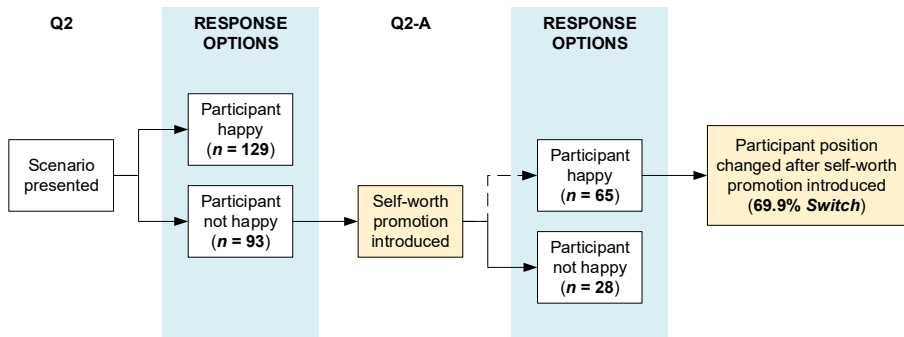 Q2
RESPONSE
OPTIONS
Q2-A
RESPONSE
OPTIONS
Scenario
presented
Participant
happy
(n = 129)
Participant
not happy
(n = 93)
Self-worth
promotion
introduced
Participant
happy
(n = 65)
Participant
not happy
(n = 28)
Participant position
changed after self-worth
promotion introduced
(69.9% Switch)